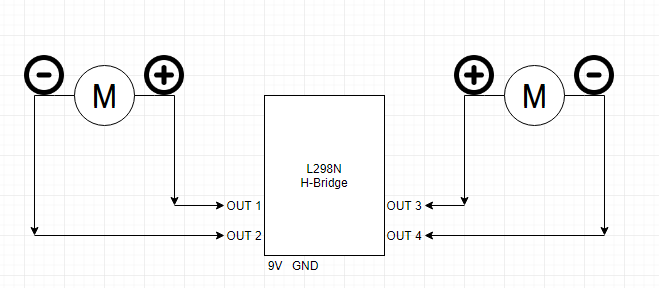 M
M
L298N
H-Bridge
OUT 1
OUT 3
OUT 2
OUT 4
9V GND